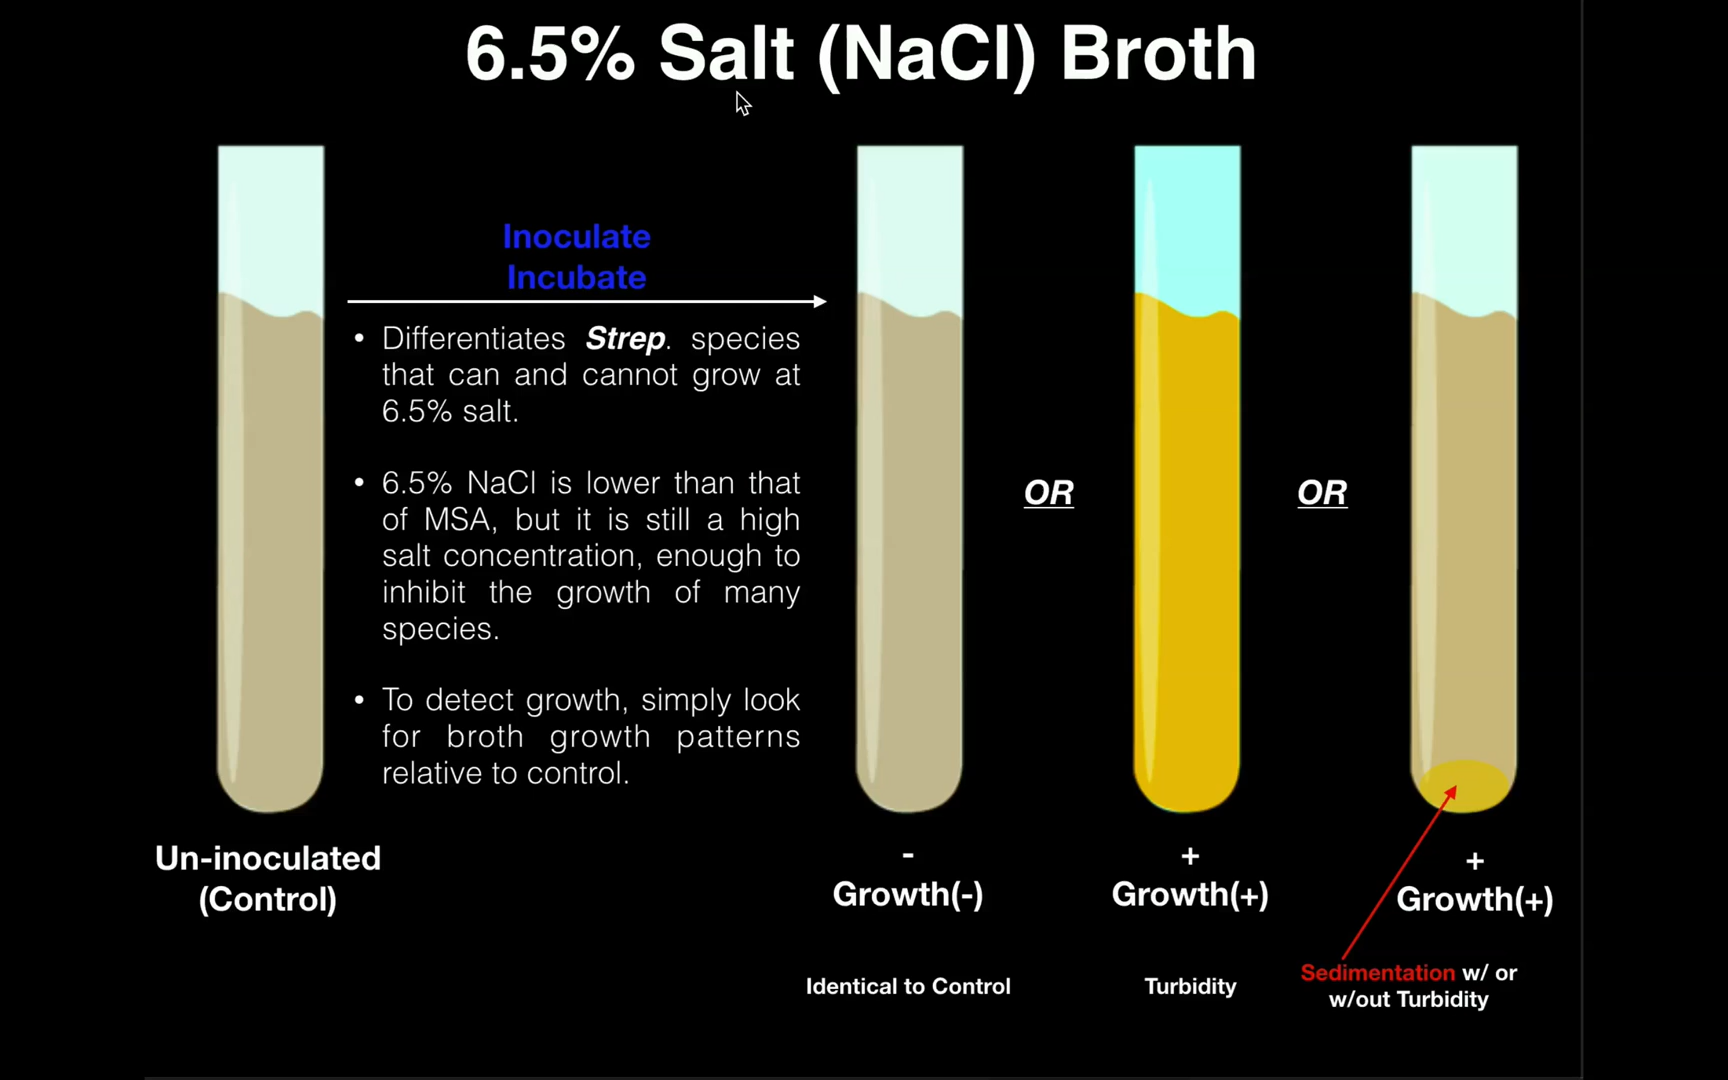 6.5% Salt (NaCl) Broth
Inoculate
Incubate
• Differentiates Strep. species
that can and cannot grow at
6.5% salt.
• 6.5% NaCl is lower than that
of MSA, but it is still a high
salt concentration, enough to
inhibit the growth of many
species.
• To detect growth, simply look
for broth growth patterns
relative to control.
OR
OR
Un-inoculated
(Control)
-
Growth(-)
Identical to Control
+
Growth(+)
Turbidity
+
Growth(+)
Sedimentation w/ or
w/out Turbidity